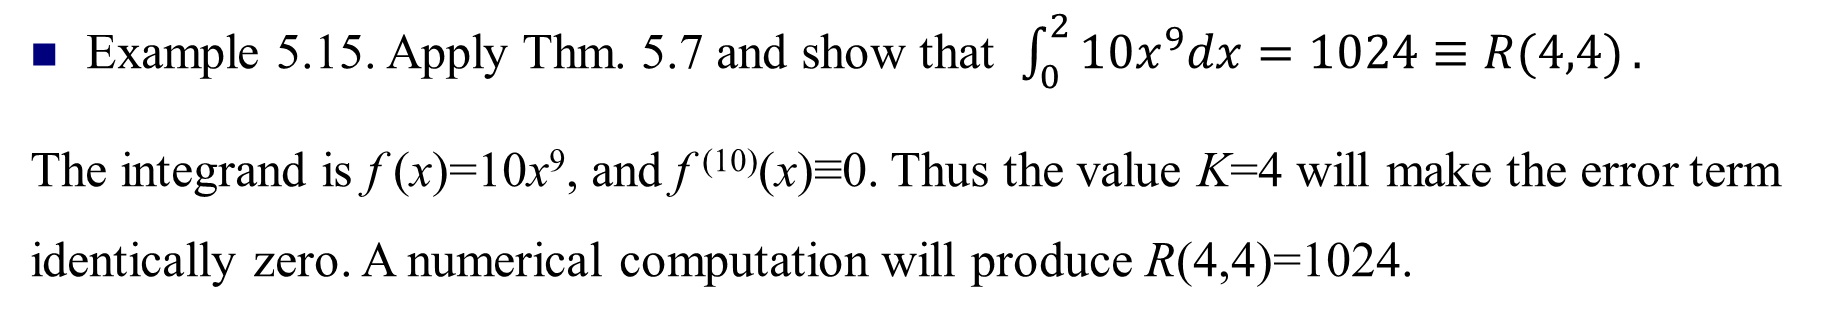 ■ Example 5.15. Apply Thm. 5.7 and show that ∫₀² 10x⁹dx = 1024 ≡ R(4,4).
The integrand is f (x)=10x⁹, and f ⁽¹⁰⁾(x)≡0. Thus the value K=4 will make the error term
identically zero. A numerical computation will produce R(4,4)=1024.